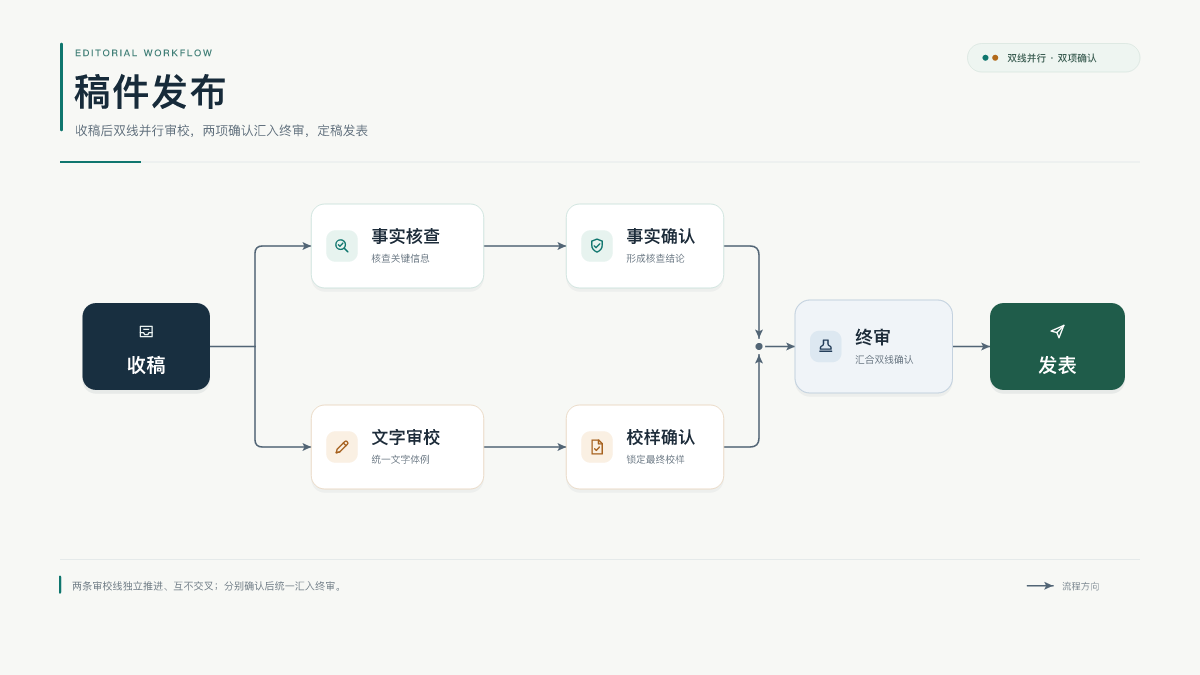 EDITORIAL WORKFLOW
稿件发布
收稿后双线并行审校，两项确认汇入终审，定稿发表
双线并行 · 双项确认
事实核查
核查关键信息
事实确认
形成核查结论
收稿
终审
汇合双线确认
发表
文字审校
统一文字体例
校样确认
锁定最终校样
两条审校线独立推进、互不交叉；分别确认后统一汇入终审。
流程方向